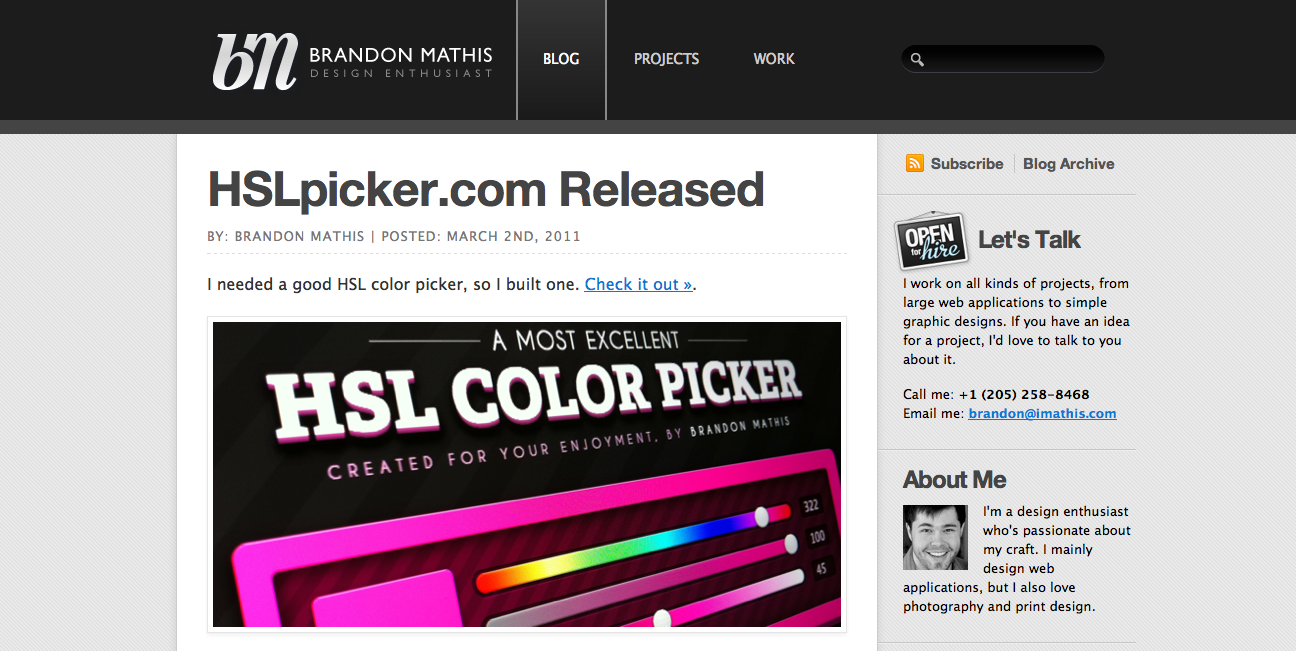 bm BRANDON MATHIS
DESIGN ENTHUSIAST
BLOG
PROJECTS
WORK
HSLpicker.com Released
BY: BRANDON MATHIS | POSTED: MARCH 2ND, 2011
I needed a good HSL color picker, so I built one. Check it out ».
A MOST EXCELLENT
HSL COLOR PICKER
CREATED FOR YOUR ENJOYMENT, BY BRANDON MATHIS
322
100
45
Subscribe
Blog Archive
OPEN
for hire
Let's Talk
I work on all kinds of projects, from
large web applications to simple
graphic designs. If you have an idea
for a project, I'd love to talk to you
about it.
Call me: +1 (205) 258-8468
Email me: brandon@imathis.com
About Me
I'm a design enthusiast
who's passionate about
my craft. I mainly
design web
applications, but I also love
photography and print design.